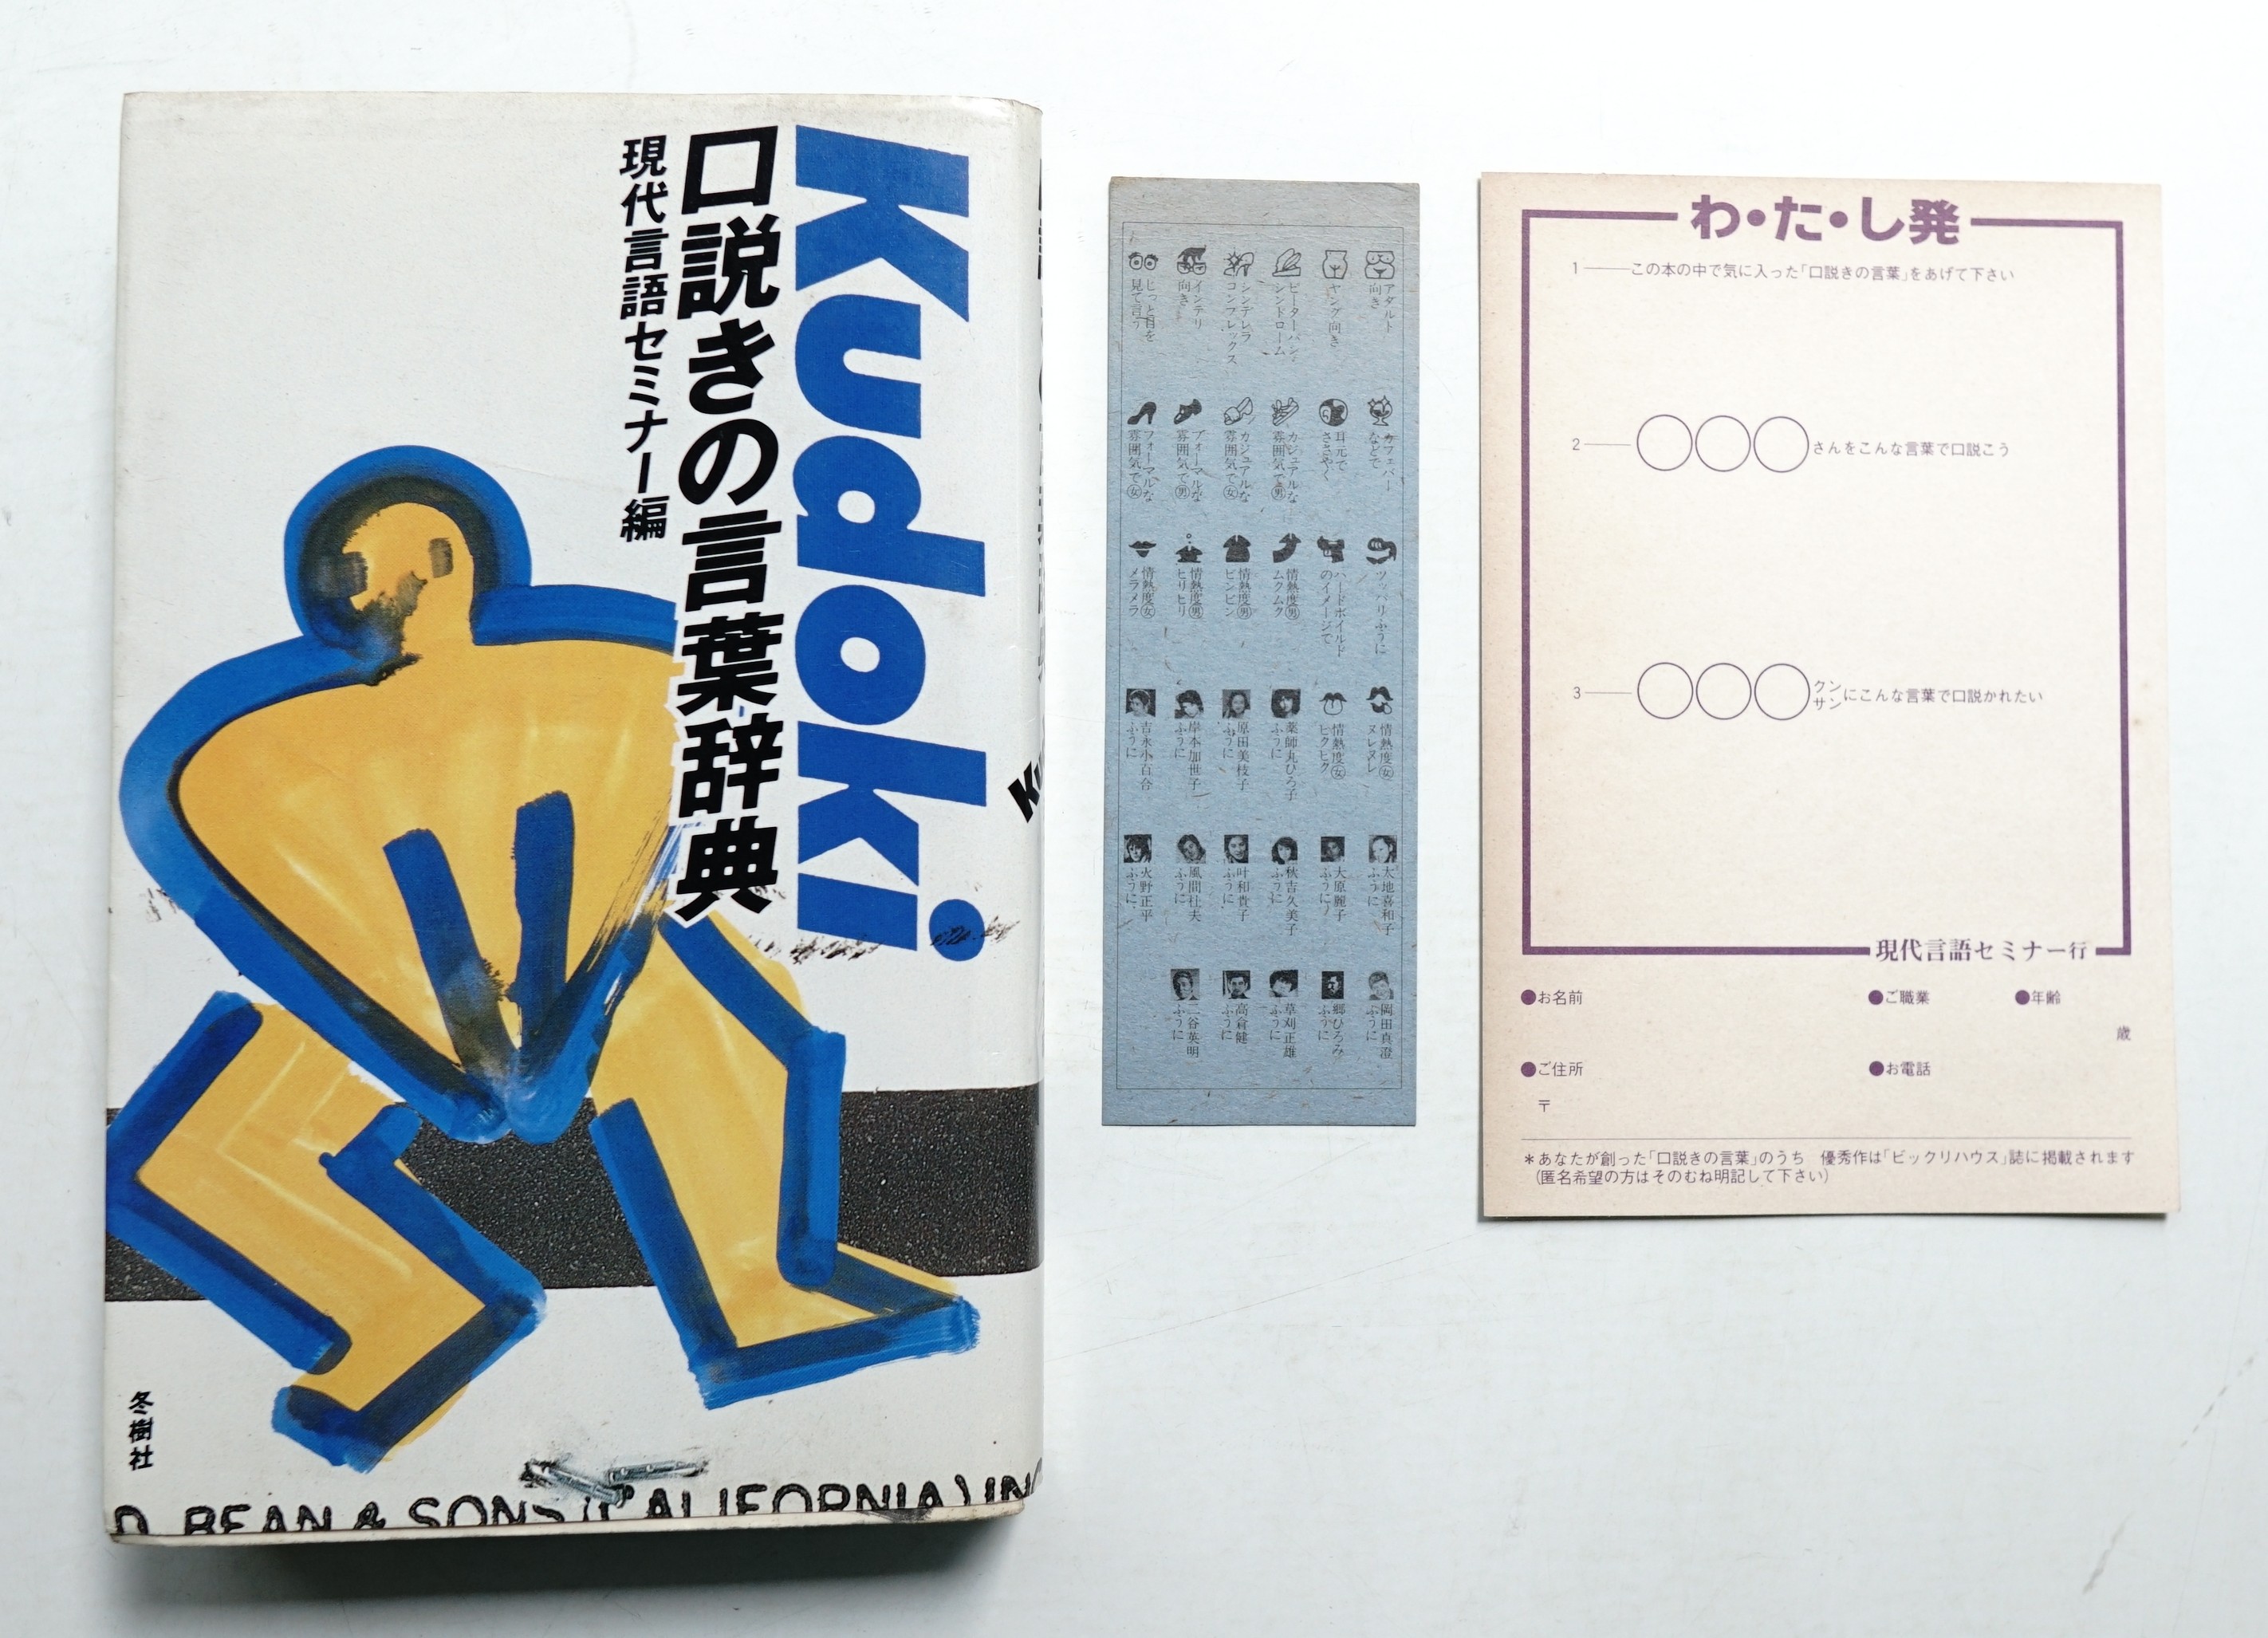 Kudoki
口説きの言葉辞典
現代言語セミナー編
冬樹社
D. BEAN & SONS (CALIFORNIA) IN
アダルト
向き
ヤング向き
ピーターパン・
シンドローム
シンデレラ
コンプレックス
インテリ
向き
じっと目を
見て言う
カフェバー
などで
耳元で
ささやく
カジュアルな
雰囲気で男
カジュアルな
雰囲気で女
フォーマルな
雰囲気で男
フォーマルな
雰囲気で女
ツッパリふうに
ハードボイルド
のイメージで
情熱度男
ムクムク
情熱度男
ビンビン
情熱度男
ヒリヒリ
情熱度女
メラメラ
情熱度女
ヌレヌレ
情熱度女
ピクピク
薬師丸ひろ子
ふうに
原田美枝子
ふうに
岸本加世子
ふうに
吉永小百合
ふうに
太地喜和子
ふうに
大原麗子
ふうに
秋吉久美子
ふうに
叶和貴子
ふうに
風間杜夫
ふうに
火野正平
ふうに
岡田真澄
ふうに
郷ひろみ
ふうに
草刈正雄
ふうに
高倉健
ふうに
二谷英明
ふうに
わ・た・し発
1――この本の中で気に入った「口説きの言葉」をあげて下さい
2――○○○さんをこんな言葉で口説こう
3――○○○クンサンにこんな言葉で口説かれたい
現代言語セミナー行
●お名前 ●ご職業 ●年齢
歳
●ご住所 ●お電話
〒
＊あなたが創った「口説きの言葉」のうち 優秀作は「ビックリハウス」誌に掲載されます
（匿名希望の方はそのむね明記して下さい）